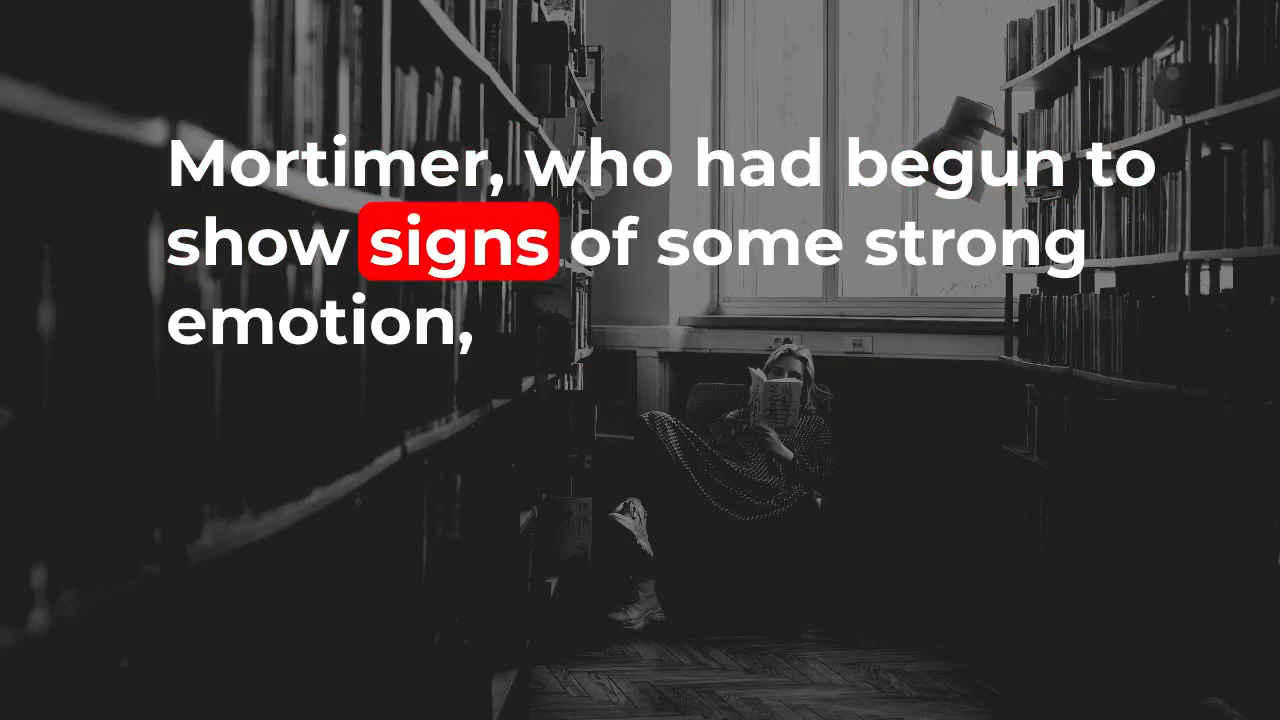 Mortimer, who had begun to
show signs of some strong
emotion,